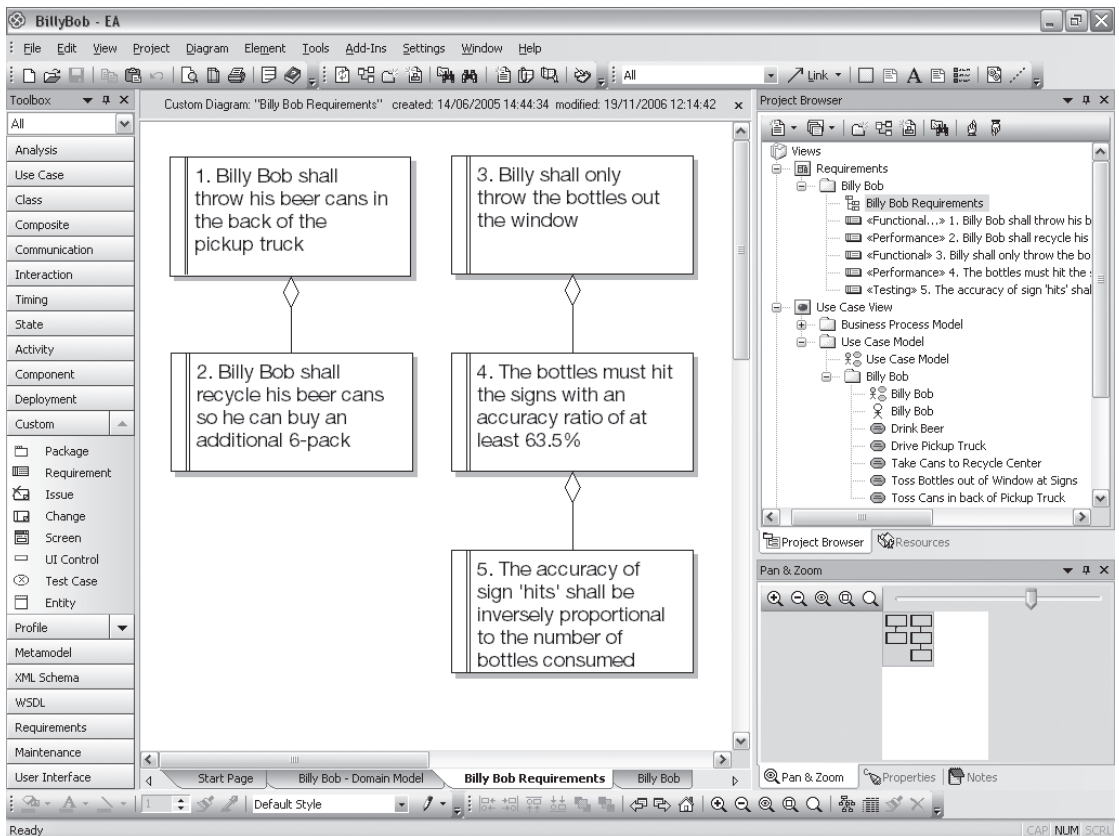 BillyBob - EA
File Edit View Project Diagram Element Tools Add-Ins Settings Window Help
All Link A
Toolbox
All
Analysis
Use Case
Class
Composite
Communication
Interaction
Timing
State
Activity
Component
Deployment
Custom
Package
Requirement
Issue
Change
Screen
UI Control
Test Case
Entity
Profile
Metamodel
XML Schema
WSDL
Requirements
Maintenance
User Interface
Custom Diagram: "Billy Bob Requirements" created: 14/06/2005 14:44:34 modified: 19/11/2006 12:14:42
1. Billy Bob shall
throw his beer cans in
the back of the
pickup truck
2. Billy Bob shall
recycle his beer cans
so he can buy an
additional 6-pack
3. Billy shall only
throw the bottles out
the window
4. The bottles must hit
the signs with an
accuracy ratio of at
least 63.5%
5. The accuracy of
sign 'hits' shall be
inversely proportional
to the number of
bottles consumed
Start Page Billy Bob - Domain Model Billy Bob Requirements Billy Bob
Project Browser
Views
Requirements
Billy Bob
Billy Bob Requirements
«Functional...» 1. Billy Bob shall throw his b
«Performance» 2. Billy Bob shall recycle his
«Functional» 3. Billy shall only throw the bo
«Performance» 4. The bottles must hit the
«Testing» 5. The accuracy of sign 'hits' shal
Use Case View
Business Process Model
Use Case Model
Use Case Model
Billy Bob
Billy Bob
Billy Bob
Drink Beer
Drive Pickup Truck
Take Cans to Recycle Center
Toss Bottles out of Window at Signs
Toss Cans in back of Pickup Truck
Project Browser Resources
Pan & Zoom
Pan & Zoom Properties Notes
A 1 Default Style
Ready CAP NUM SCRL